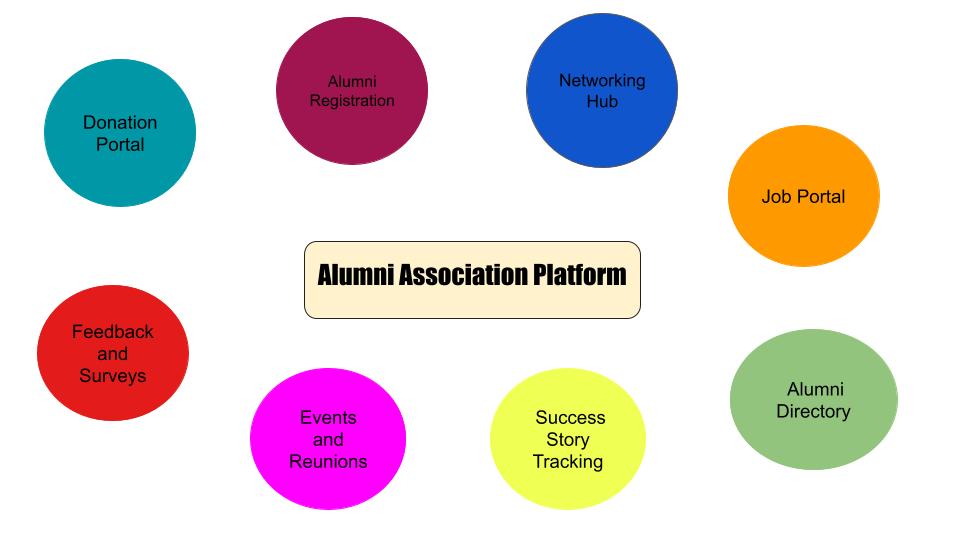 Alumni
Registration
Networking
Hub
Donation
Portal
Job Portal
Alumni Association Platform
Feedback
and
Surveys
Alumni
Directory
Events
and
Reunions
Success
Story
Tracking